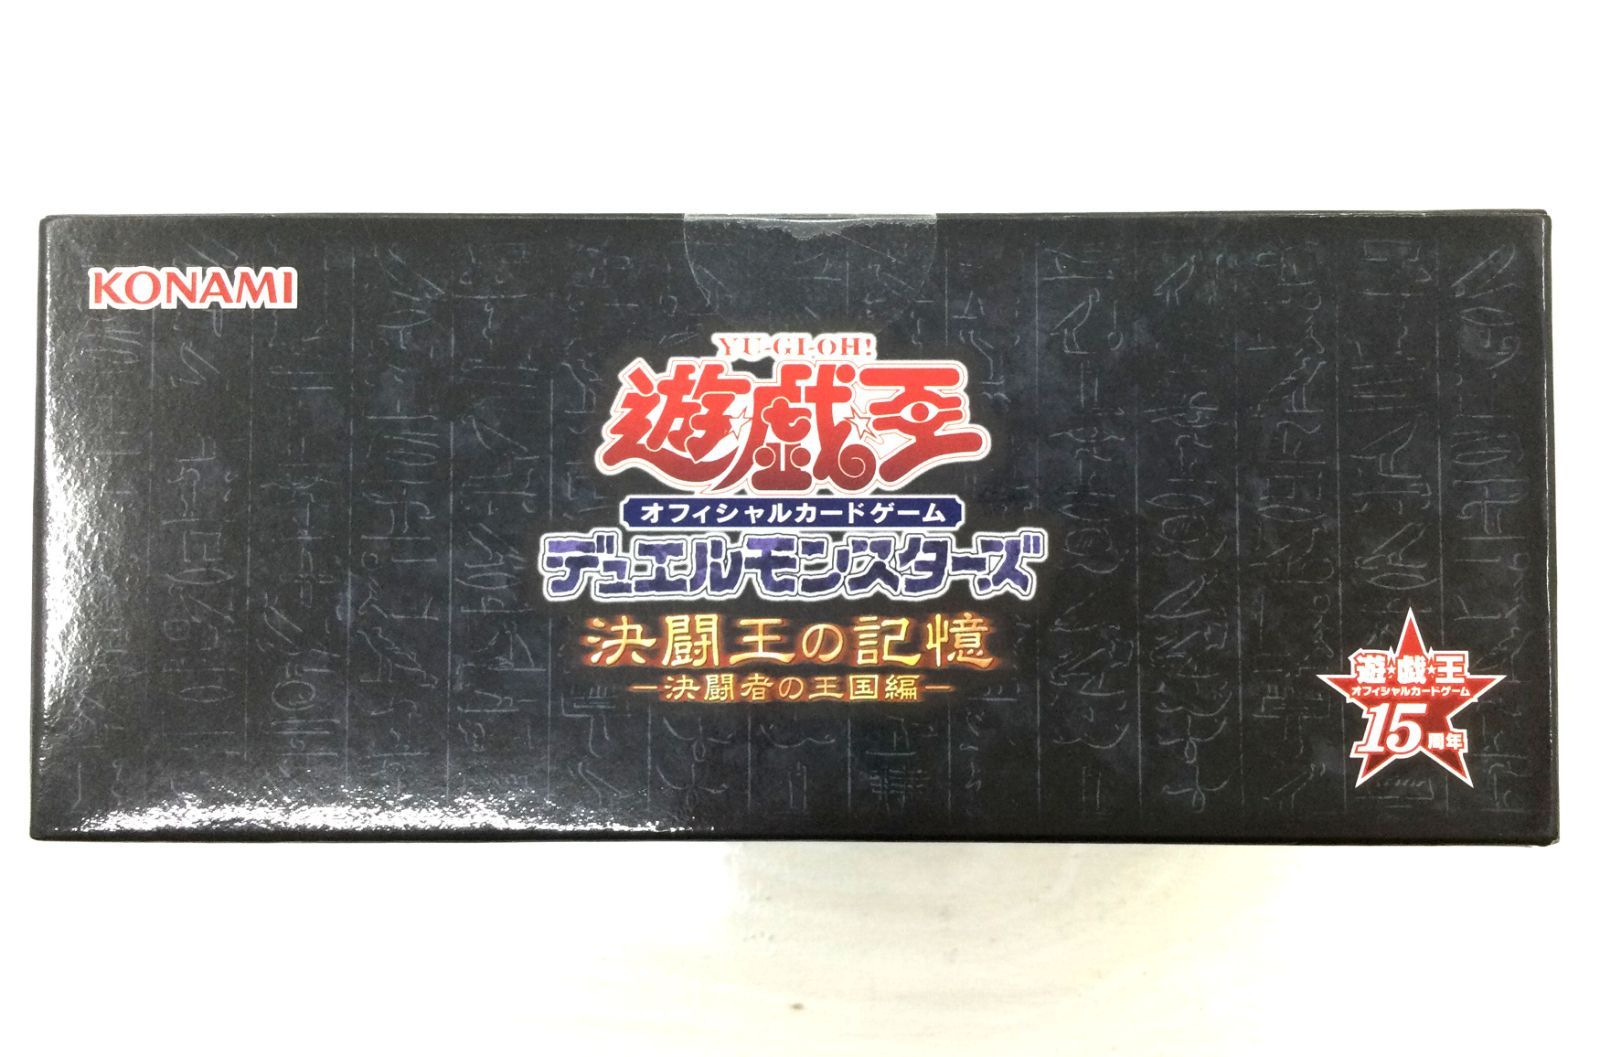 KONAMI
YU-GI-OH!
遊戯王
オフィシャルカードゲーム
デュエルモンスターズ
決闘王の記憶
－決闘者の王国編－
遊★戯★王
オフィシャルカードゲーム
15周年